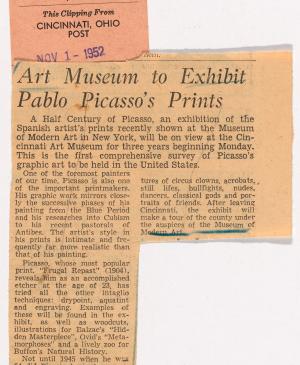 This Clipping From
CINCINNATI, OHIO
POST
NOV 1 - 1952
Art Museum to Exhibit
Pablo Picasso's Prints
A Half Century of Picasso, an exhibition of the
Spanish artist's prints recently shown at the Museum
of Modern Art in New York, will be on view at the Cin-
cinnati Art Museum for three years beginning Monday.
This is the first comprehensive survey of Picasso's
graphic art to be held in the United States.
One of the foremost painters
of our time, Picasso is also one
of the important printmakers.
His graphic work mirrors close-
ly the successive phases of his
painting from the Blue Period
and his researches into Cubism
to his recent pastorals of
Antibes. The artist's style in
his prints is intimate and fre-
quently far more realistic than
that of his painting.
Picasso, whose most popular
print, "Frugal Repast" (1904),
reveals him as an accomplished
etcher at the age of 23, has
tried all the other intaglio
techniques: drypoint, aquatint
and engraving. Examples of
these will be found in the ex-
hibit, as well as woodcuts,
illustrations for Balzac's "Hid-
den Masterpiece", Ovid's "Meta-
morphoses" and a lively zoo for
Buffon's Natural History.
Not until 1945 when he was
tures of circus clowns, acrobats,
still lifes, bullfights, nudes,
dancers, classical gods and por-
traits of friends. After leaving
Cincinnati, the exhibit will
make a tour of the county under
the auspices of the Museum of
Modern Art.